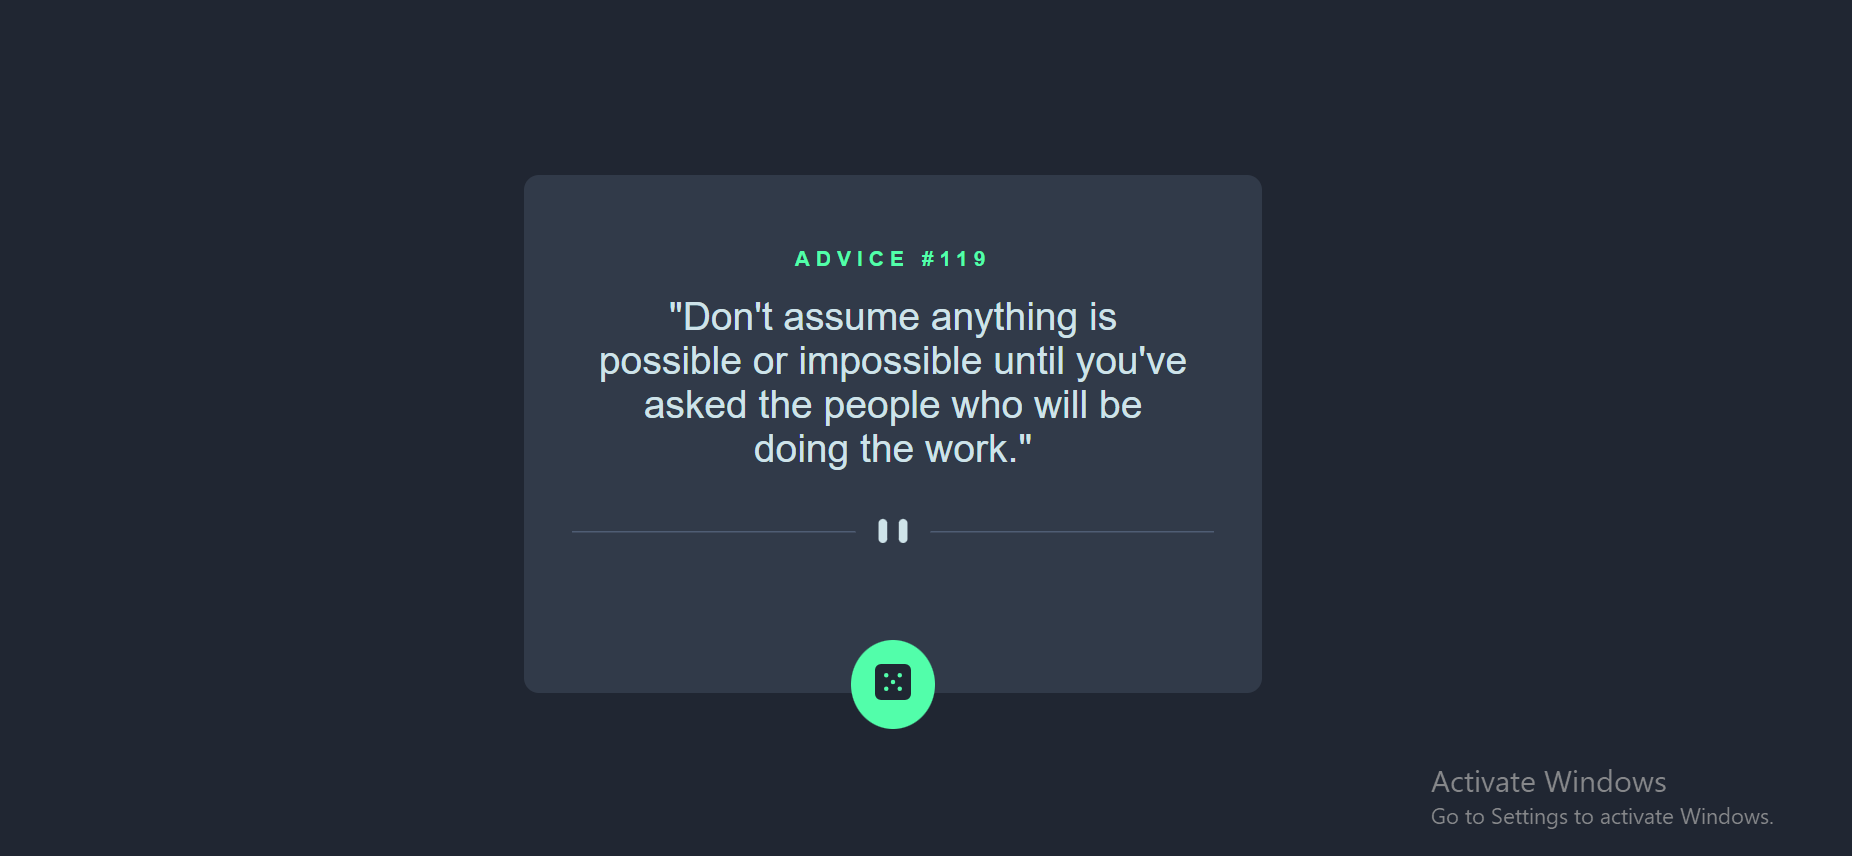 ADVICE #119
"Don't assume anything is
possible or impossible until you've
asked the people who will be
doing the work."
Activate Windows
Go to Settings to activate Windows.